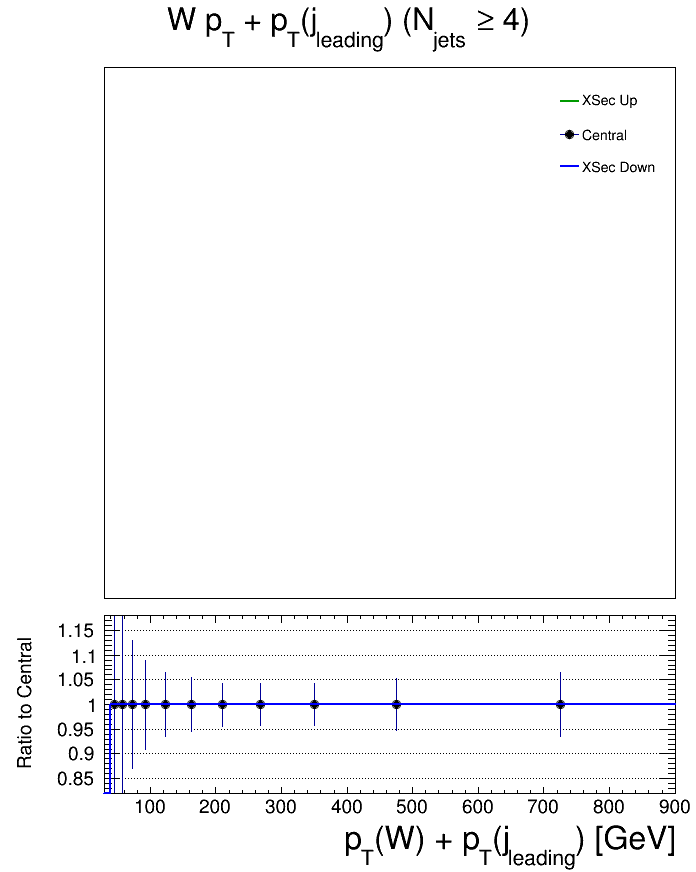 W p_T + p_T(j_leading) (N_jets ≥ 4)
XSec Up
Central
XSec Down
Ratio to Central
1.15
1.1
1.05
1
0.95
0.9
0.85
100 200 300 400 500 600 700 800 900
p_T(W) + p_T(j_leading) [GeV]